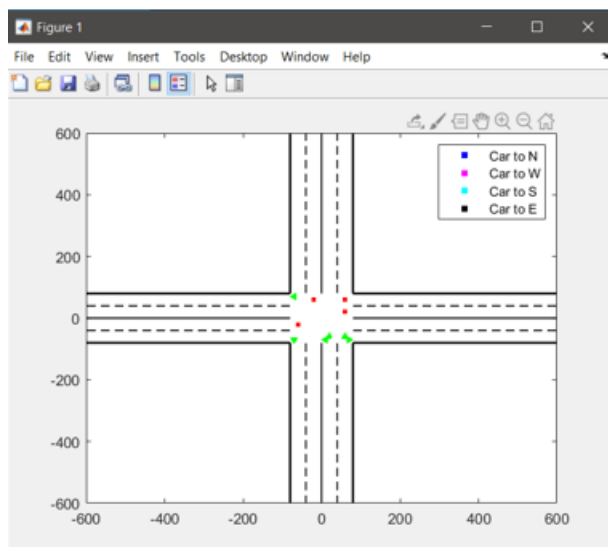 Figure 1
File Edit View Insert Tools Desktop Window Help
600
400
200
0
-200
-400
-600
-600 -400 -200 0 200 400 600
Car to N
Car to W
Car to S
Car to E